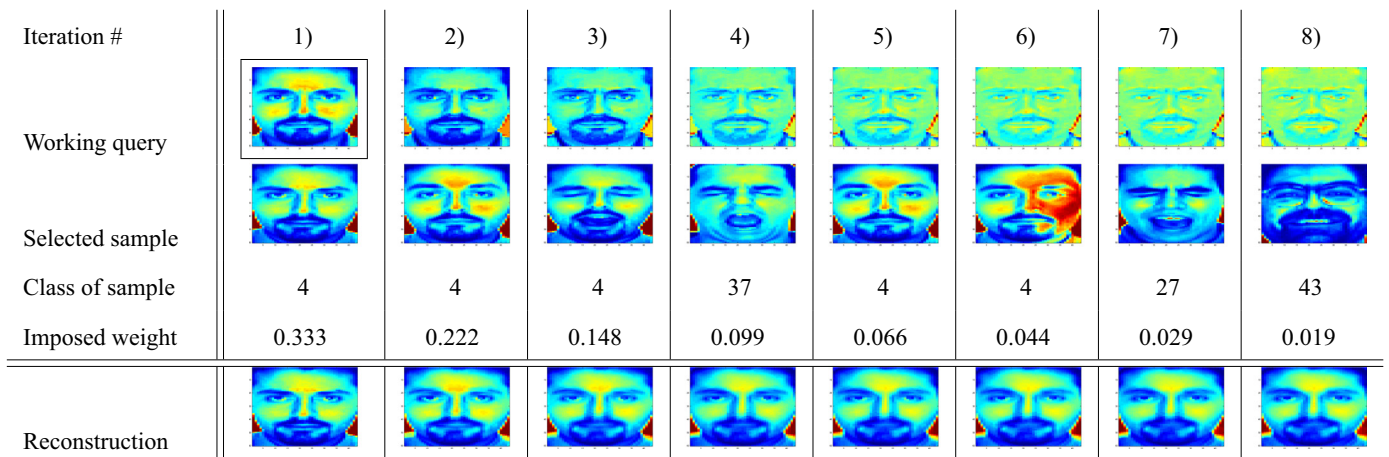 Iteration # 1) 2) 3) 4) 5) 6) 7) 8)
Working query
Selected sample
Class of sample 4 4 4 37 4 4 27 43
Imposed weight 0.333 0.222 0.148 0.099 0.066 0.044 0.029 0.019
Reconstruction